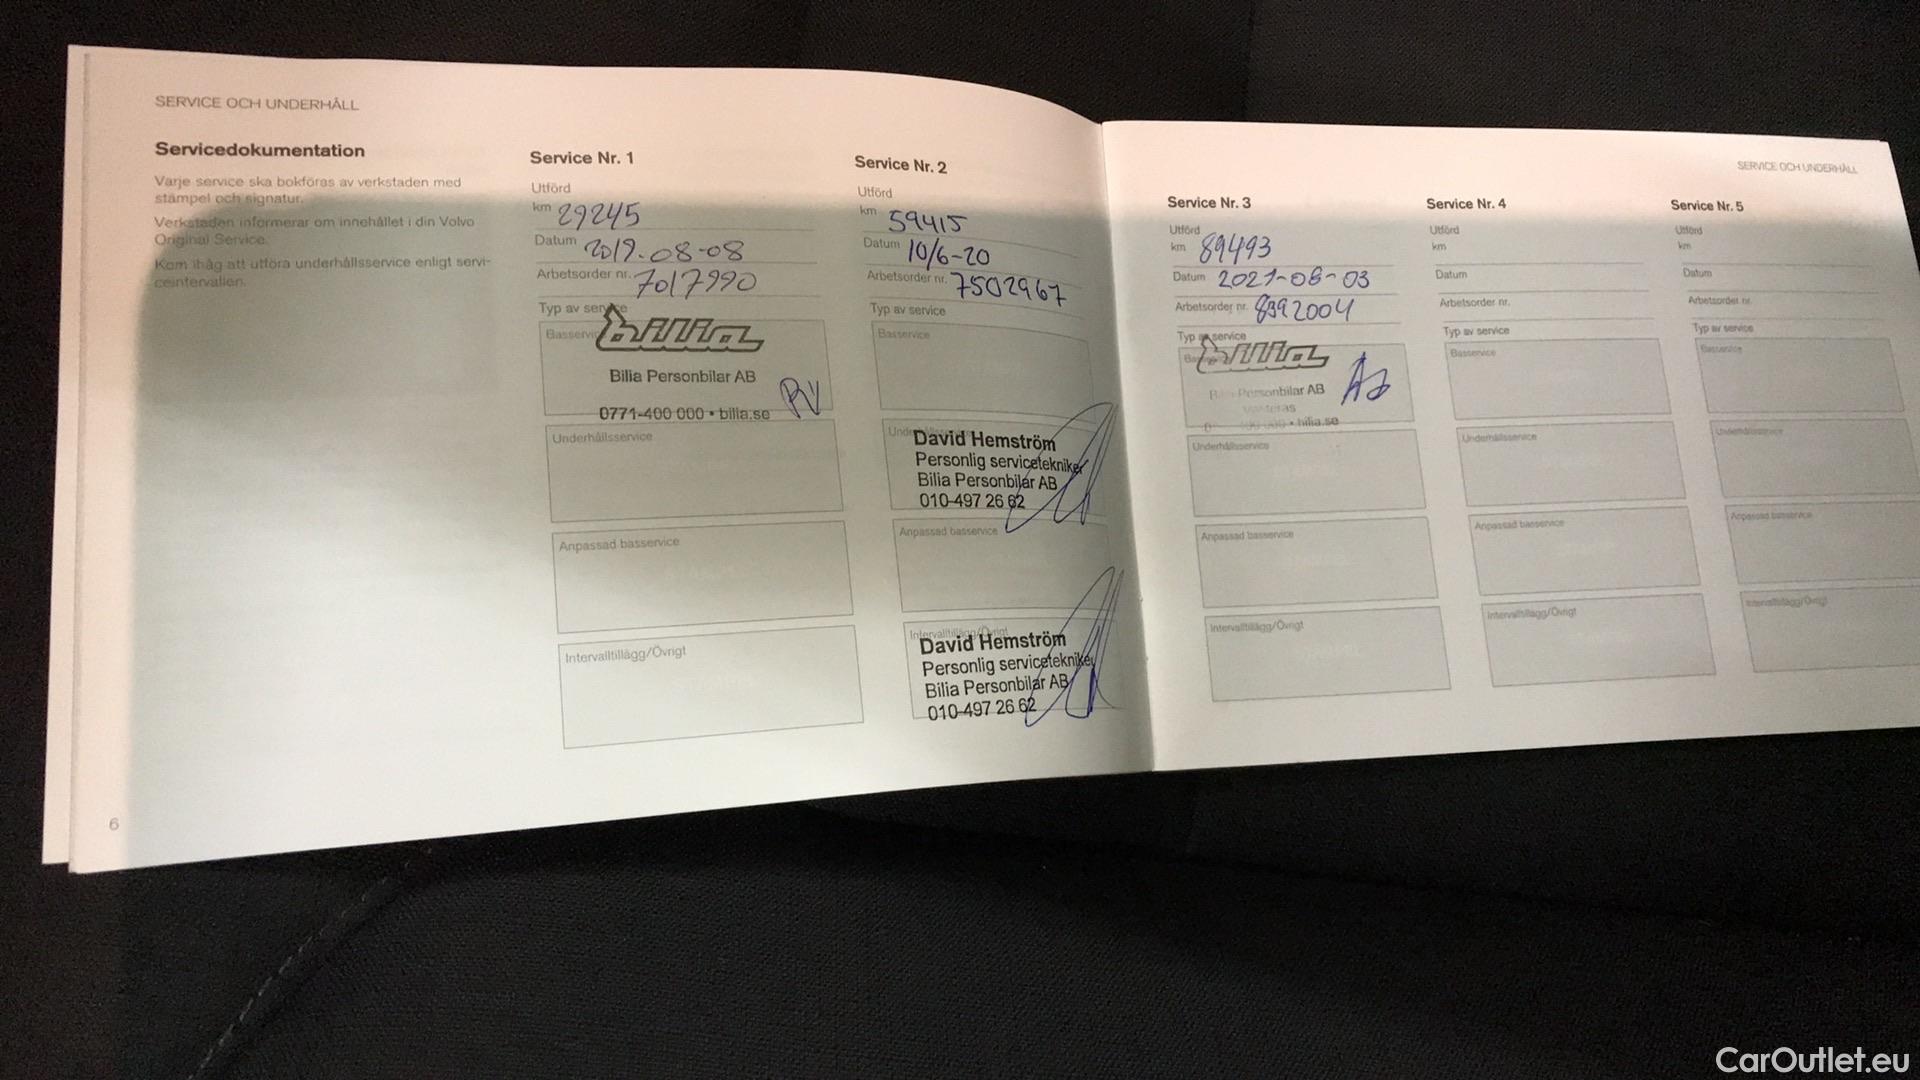 SERVICE OCH UNDERHÅLL
Servicedokumentation
Varje service ska bokföras av verkstaden med
stämpel och signatur.
Verkstaden informerar om innehållet i din Volvo
Original Service.
Kom ihåg att utföra underhållsservice enligt servi-
ceintervallen.
6
Service Nr. 1
Utförd
km 29245
Datum 2019-08-08
Arbetsorder nr. 7017990
Typ av service
Basservice
bilia
Bilia Personbilar AB
0771-400 000 • bilia.se
RV
Underhållsservice
Anpassad basservice
Intervalltillägg/Övrigt
Service Nr. 2
Utförd
km 59415
Datum 10/6-20
Arbetsorder nr. 7502967
Typ av service
Basservice
Underhållsservice
David Hemström
Personlig servicetekniker
Bilia Personbilar AB
010-497 26 62
Anpassad basservice
Intervalltillägg/Övrigt
David Hemström
Personlig servicetekniker
Bilia Personbilar AB
010-497 26 62
SERVICE OCH UNDERHÅLL
Service Nr. 3
Utförd
km 89493
Datum 2021-08-03
Arbetsorder nr. 8392004
Typ av service
bilia
Personbilar AB
• bilia.se
Underhållsservice
Anpassad basservice
Intervalltillägg/Övrigt
Service Nr. 4
Utförd
km
Datum
Arbetsorder nr.
Typ av service
Basservice
Underhållsservice
Anpassad basservice
Intervalltillägg/Övrigt
Service Nr. 5
Utförd
km
Datum
Arbetsorder nr.
Typ av service
Basservice
Underhållsservice
Anpassad basservice
Intervalltillägg/Övrigt
CarOutlet.eu